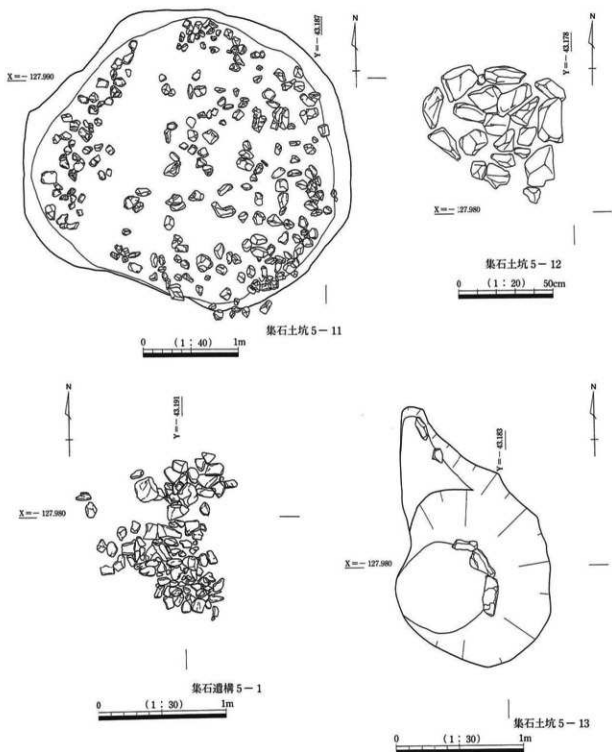 N
Y=− 43.187
X=− 127.990
集石土坑 5−11
0 (1:40) 1m
N
Y=− 43.178
X=− :27.980
集石土坑 5−12
0 (1:20) 50cm
N
Y=− 43.191
X=− 127.980
集石遺構 5−1
0 (1:30) 1m
N
Y=− 43.183
X=− 127.980
集石土坑 5−13
0 (1:30) 1m